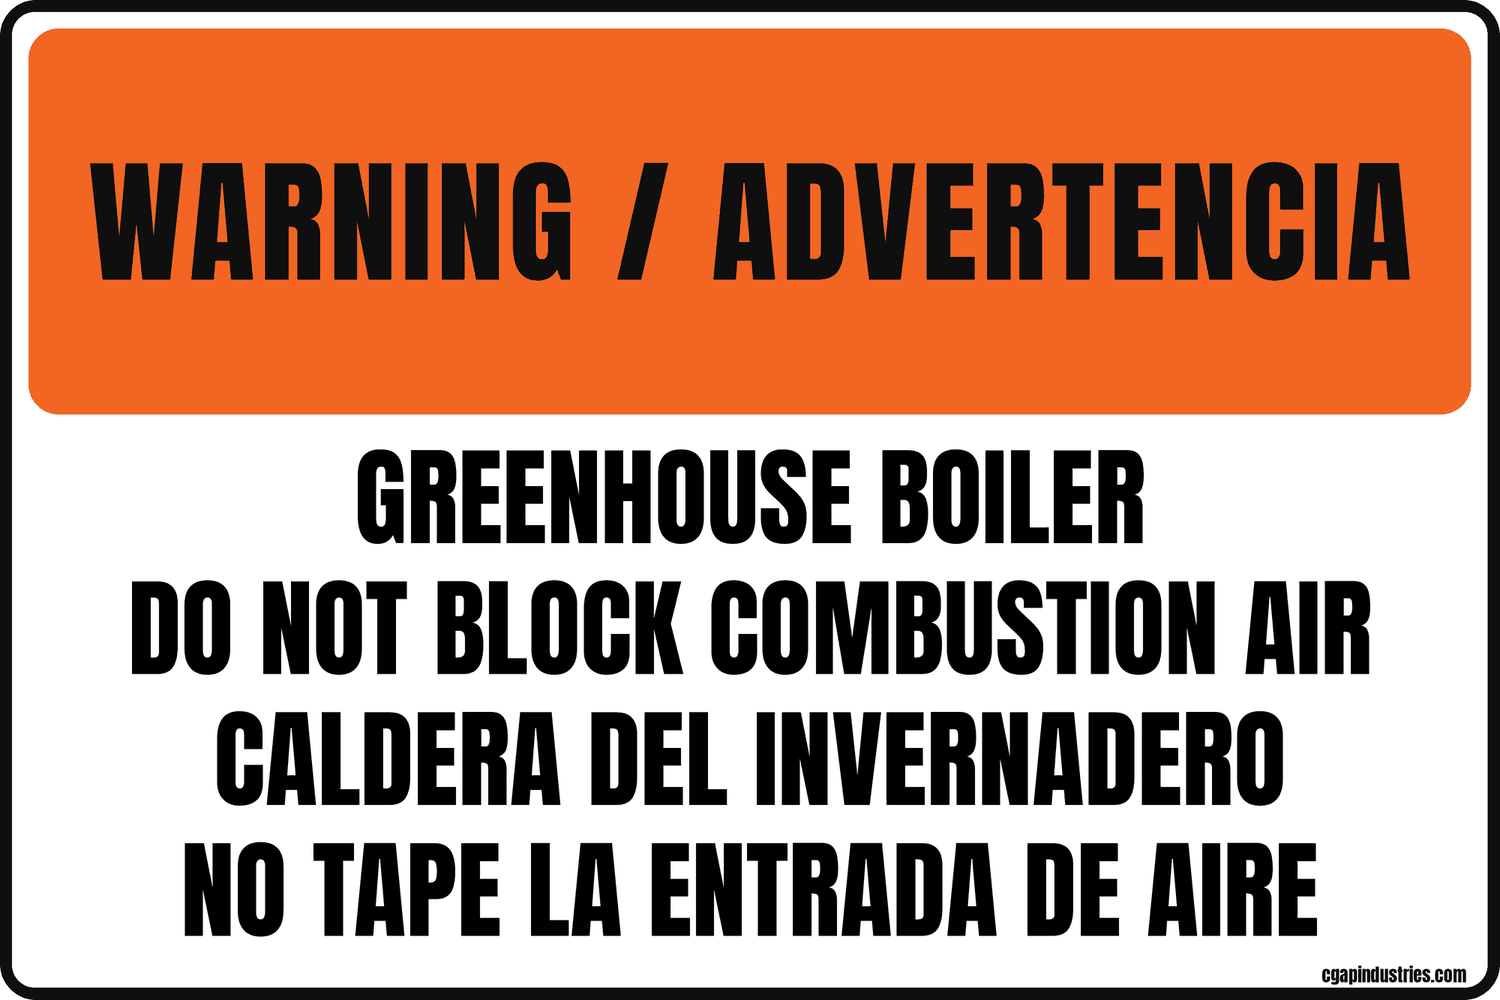 WARNING / ADVERTENCIA
GREENHOUSE BOILER
DO NOT BLOCK COMBUSTION AIR
CALDERA DEL INVERNADERO
NO TAPE LA ENTRADA DE AIRE
cgapindustries.com